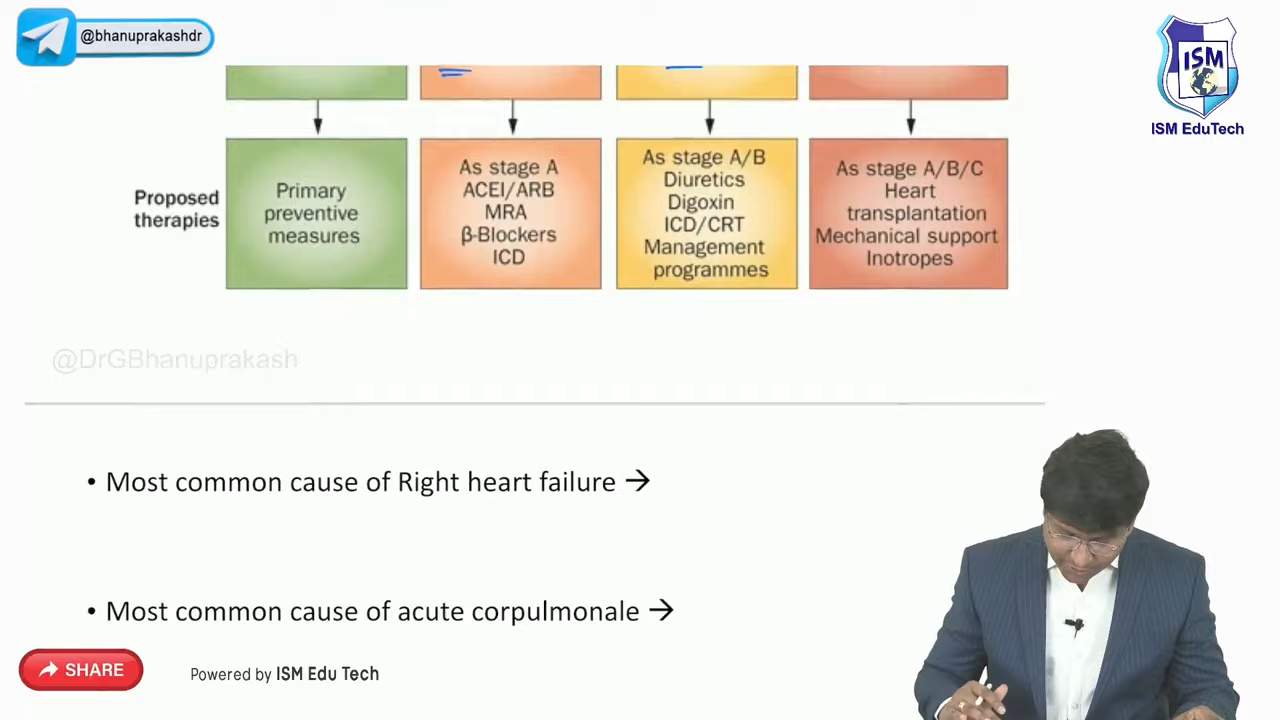 @bhanuprakashdr
ISM
ISM EduTech
Proposed
therapies
Primary
preventive
measures
As stage A
ACEI/ARB
MRA
β-Blockers
ICD
As stage A/B
Diuretics
Digoxin
ICD/CRT
Management
programmes
As stage A/B/C
Heart
transplantation
Mechanical support
Inotropes
@DrGBhanuprakash
• Most common cause of Right heart failure →
• Most common cause of acute corpulmonale →
SHARE
Powered by ISM Edu Tech